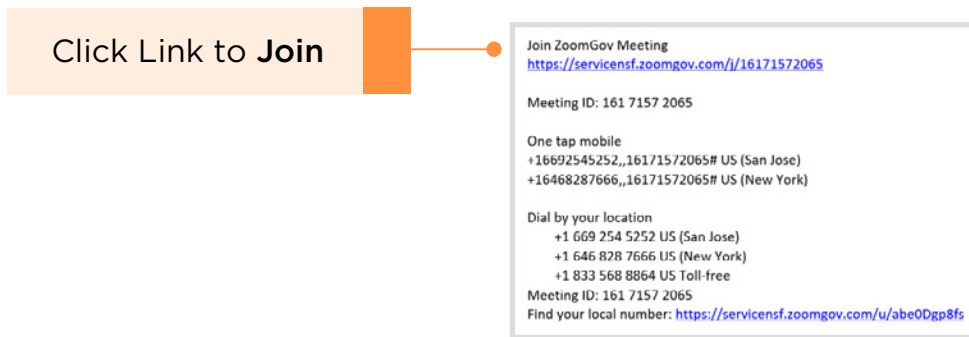 Click Link to Join
Join ZoomGov Meeting
https://servicensf.zoomgov.com/j/16171572065
Meeting ID: 161 7157 2065
One tap mobile
+16692545252,,16171572065# US (San Jose)
+16468287666,,16171572065# US (New York)
Dial by your location
+1 669 254 5252 US (San Jose)
+1 646 828 7666 US (New York)
+1 833 568 8864 US Toll-free
Meeting ID: 161 7157 2065
Find your local number: https://servicensf.zoomgov.com/u/abe0Dgp8fs